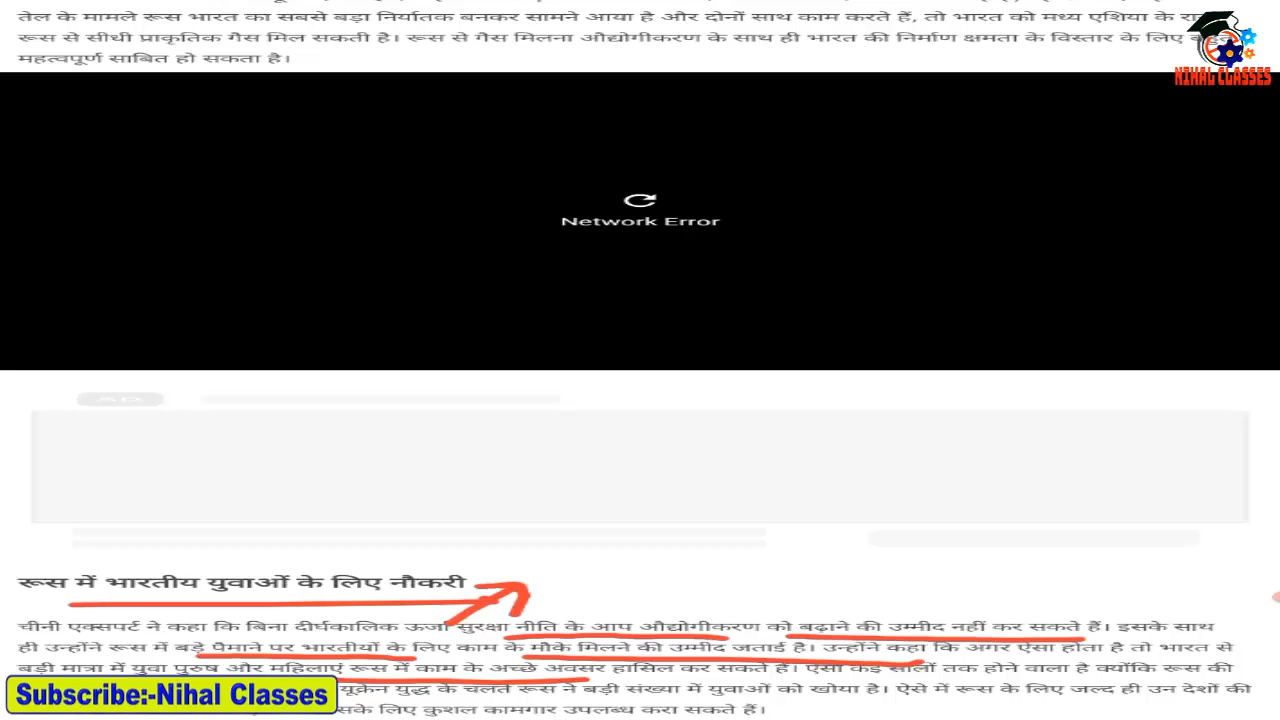 तेल के मामले रूस भारत का सबसे बड़ा निर्यातक बनकर सामने आया है और दोनों साथ काम करते हैं, तो भारत को मध्य एशिया के
रूस से सीधी प्राकृतिक गैस मिल सकती है। रूस से गैस मिलना औद्योगीकरण के साथ ही भारत की निर्माण क्षमता के विस्तार के लिए
महत्वपूर्ण साबित हो सकता है।
NIHAL CLASSES
Network Error
AD
रूस में भारतीय युवाओं के लिए नौकरी
चीनी एक्सपर्ट ने कहा कि बिना दीर्घकालिक ऊर्जा सुरक्षा नीति के आप औद्योगीकरण को बढ़ाने की उम्मीद नहीं कर सकते हैं। इसके साथ
ही उन्होंने रूस में बड़े पैमाने पर भारतीयों के लिए काम के मौके मिलने की उम्मीद जताई है। उन्होंने कहा कि अगर ऐसा होता है तो भारत से
बड़ी मात्रा में युवा पुरुष और महिलाएं रूस में काम के अच्छे अवसर हासिल कर सकते हैं। ऐसा कई सालों तक होने वाला है क्योंकि रूस की
यूक्रेन युद्ध के चलते रूस ने बड़ी संख्या में युवाओं को खोया है। ऐसे में रूस के लिए जल्द ही उन देशों की
Subscribe:-Nihal Classes
लिए कुशल कामगार उपलब्ध करा सकते हैं।